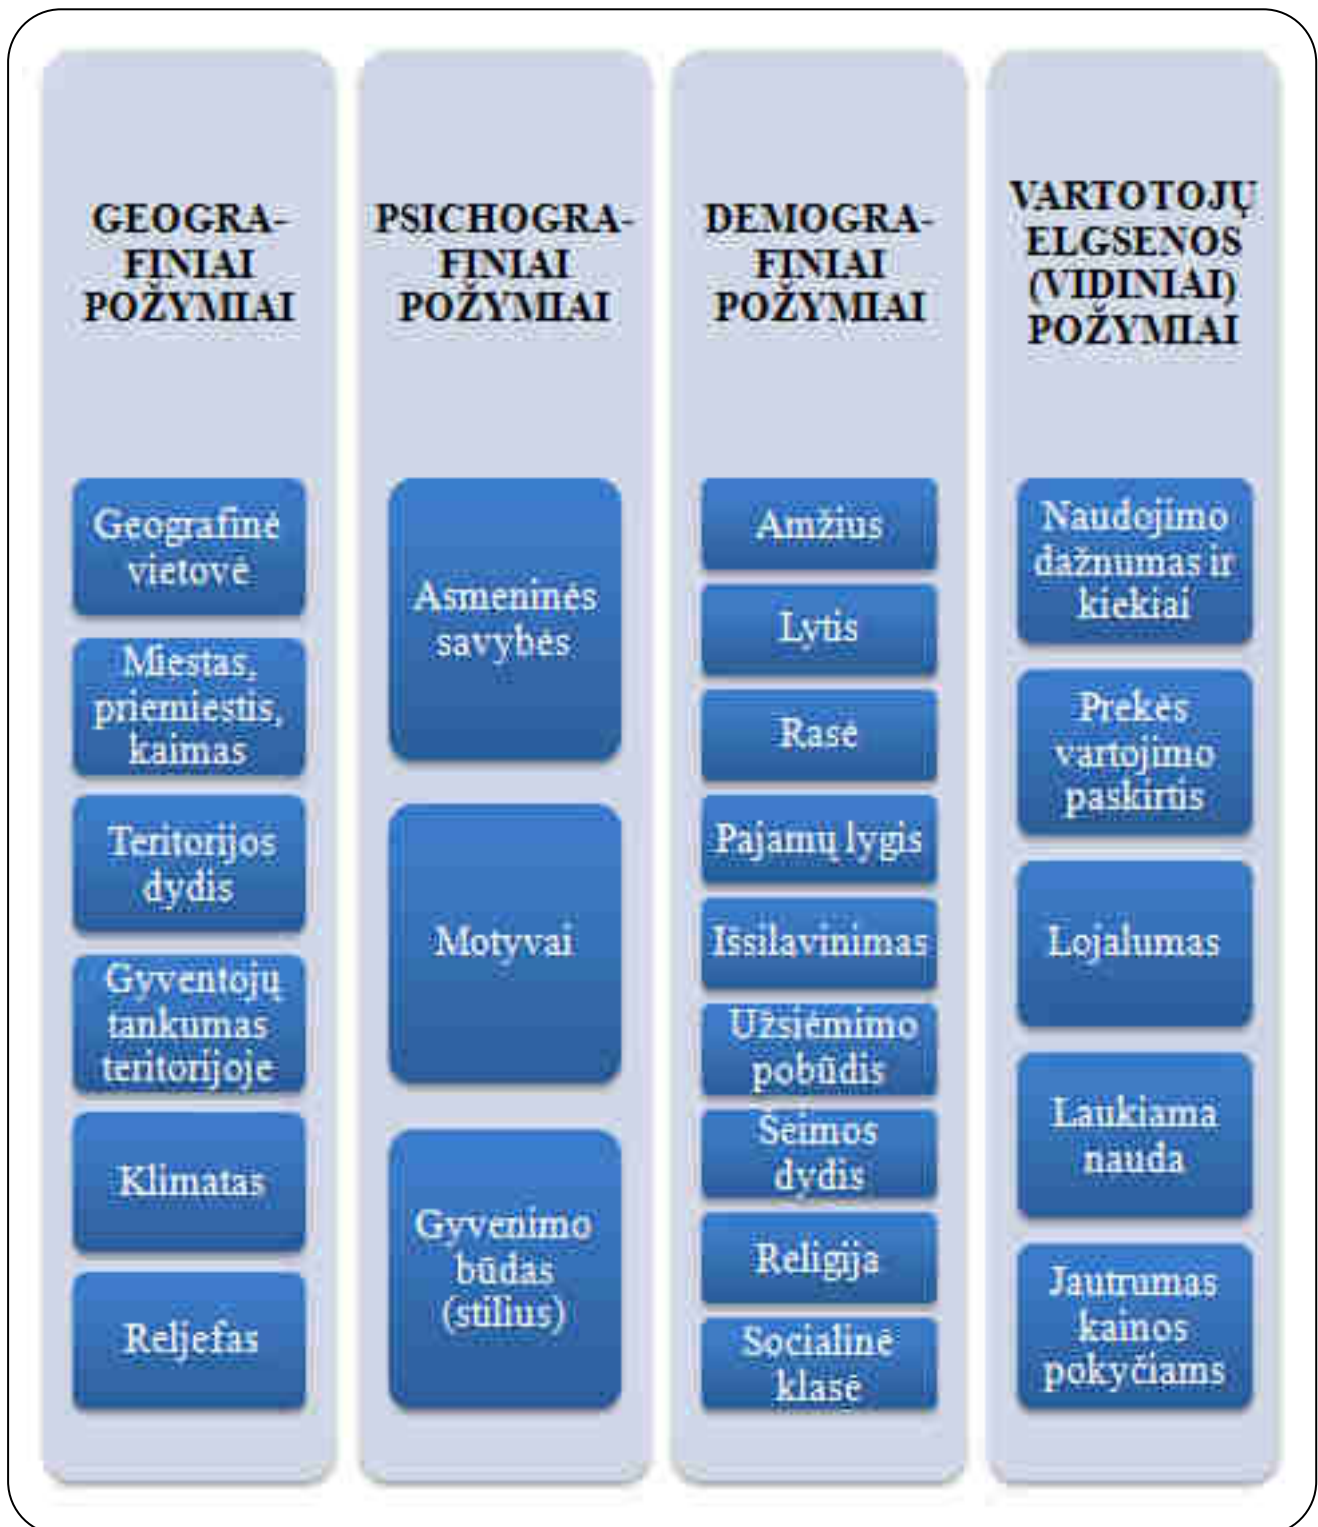 GEOGRA-
FINIAI
POŽYMIAI
Geografinė
vietovė
Miestas,
priemiestis,
kaimas
Teritorijos
dydis
Gyventojų
tankumas
teritorijoje
Klimatas
Reljefas
PSICHOGRA-
FINIAI
POŽYMIAI
Asmeninės
savybės
Motyvai
Gyvenimo
būdas
(stilius)
DEMOGRA-
FINIAI
POŽYMIAI
Amžius
Lytis
Rasė
Pajamų lygis
Išsilavinimas
Užsiėmimo
pobūdis
Šeimos
dydis
Religija
Socialinė
klasė
VARTOTOJŲ
ELGSENOS
(VIDINIAI)
POŽYMIAI
Naudojimo
dažnumas ir
kiekiai
Prekės
vartojimo
paskirtis
Lojalumas
Laukiama
nauda
Jautrumas
kainos
pokyčiams